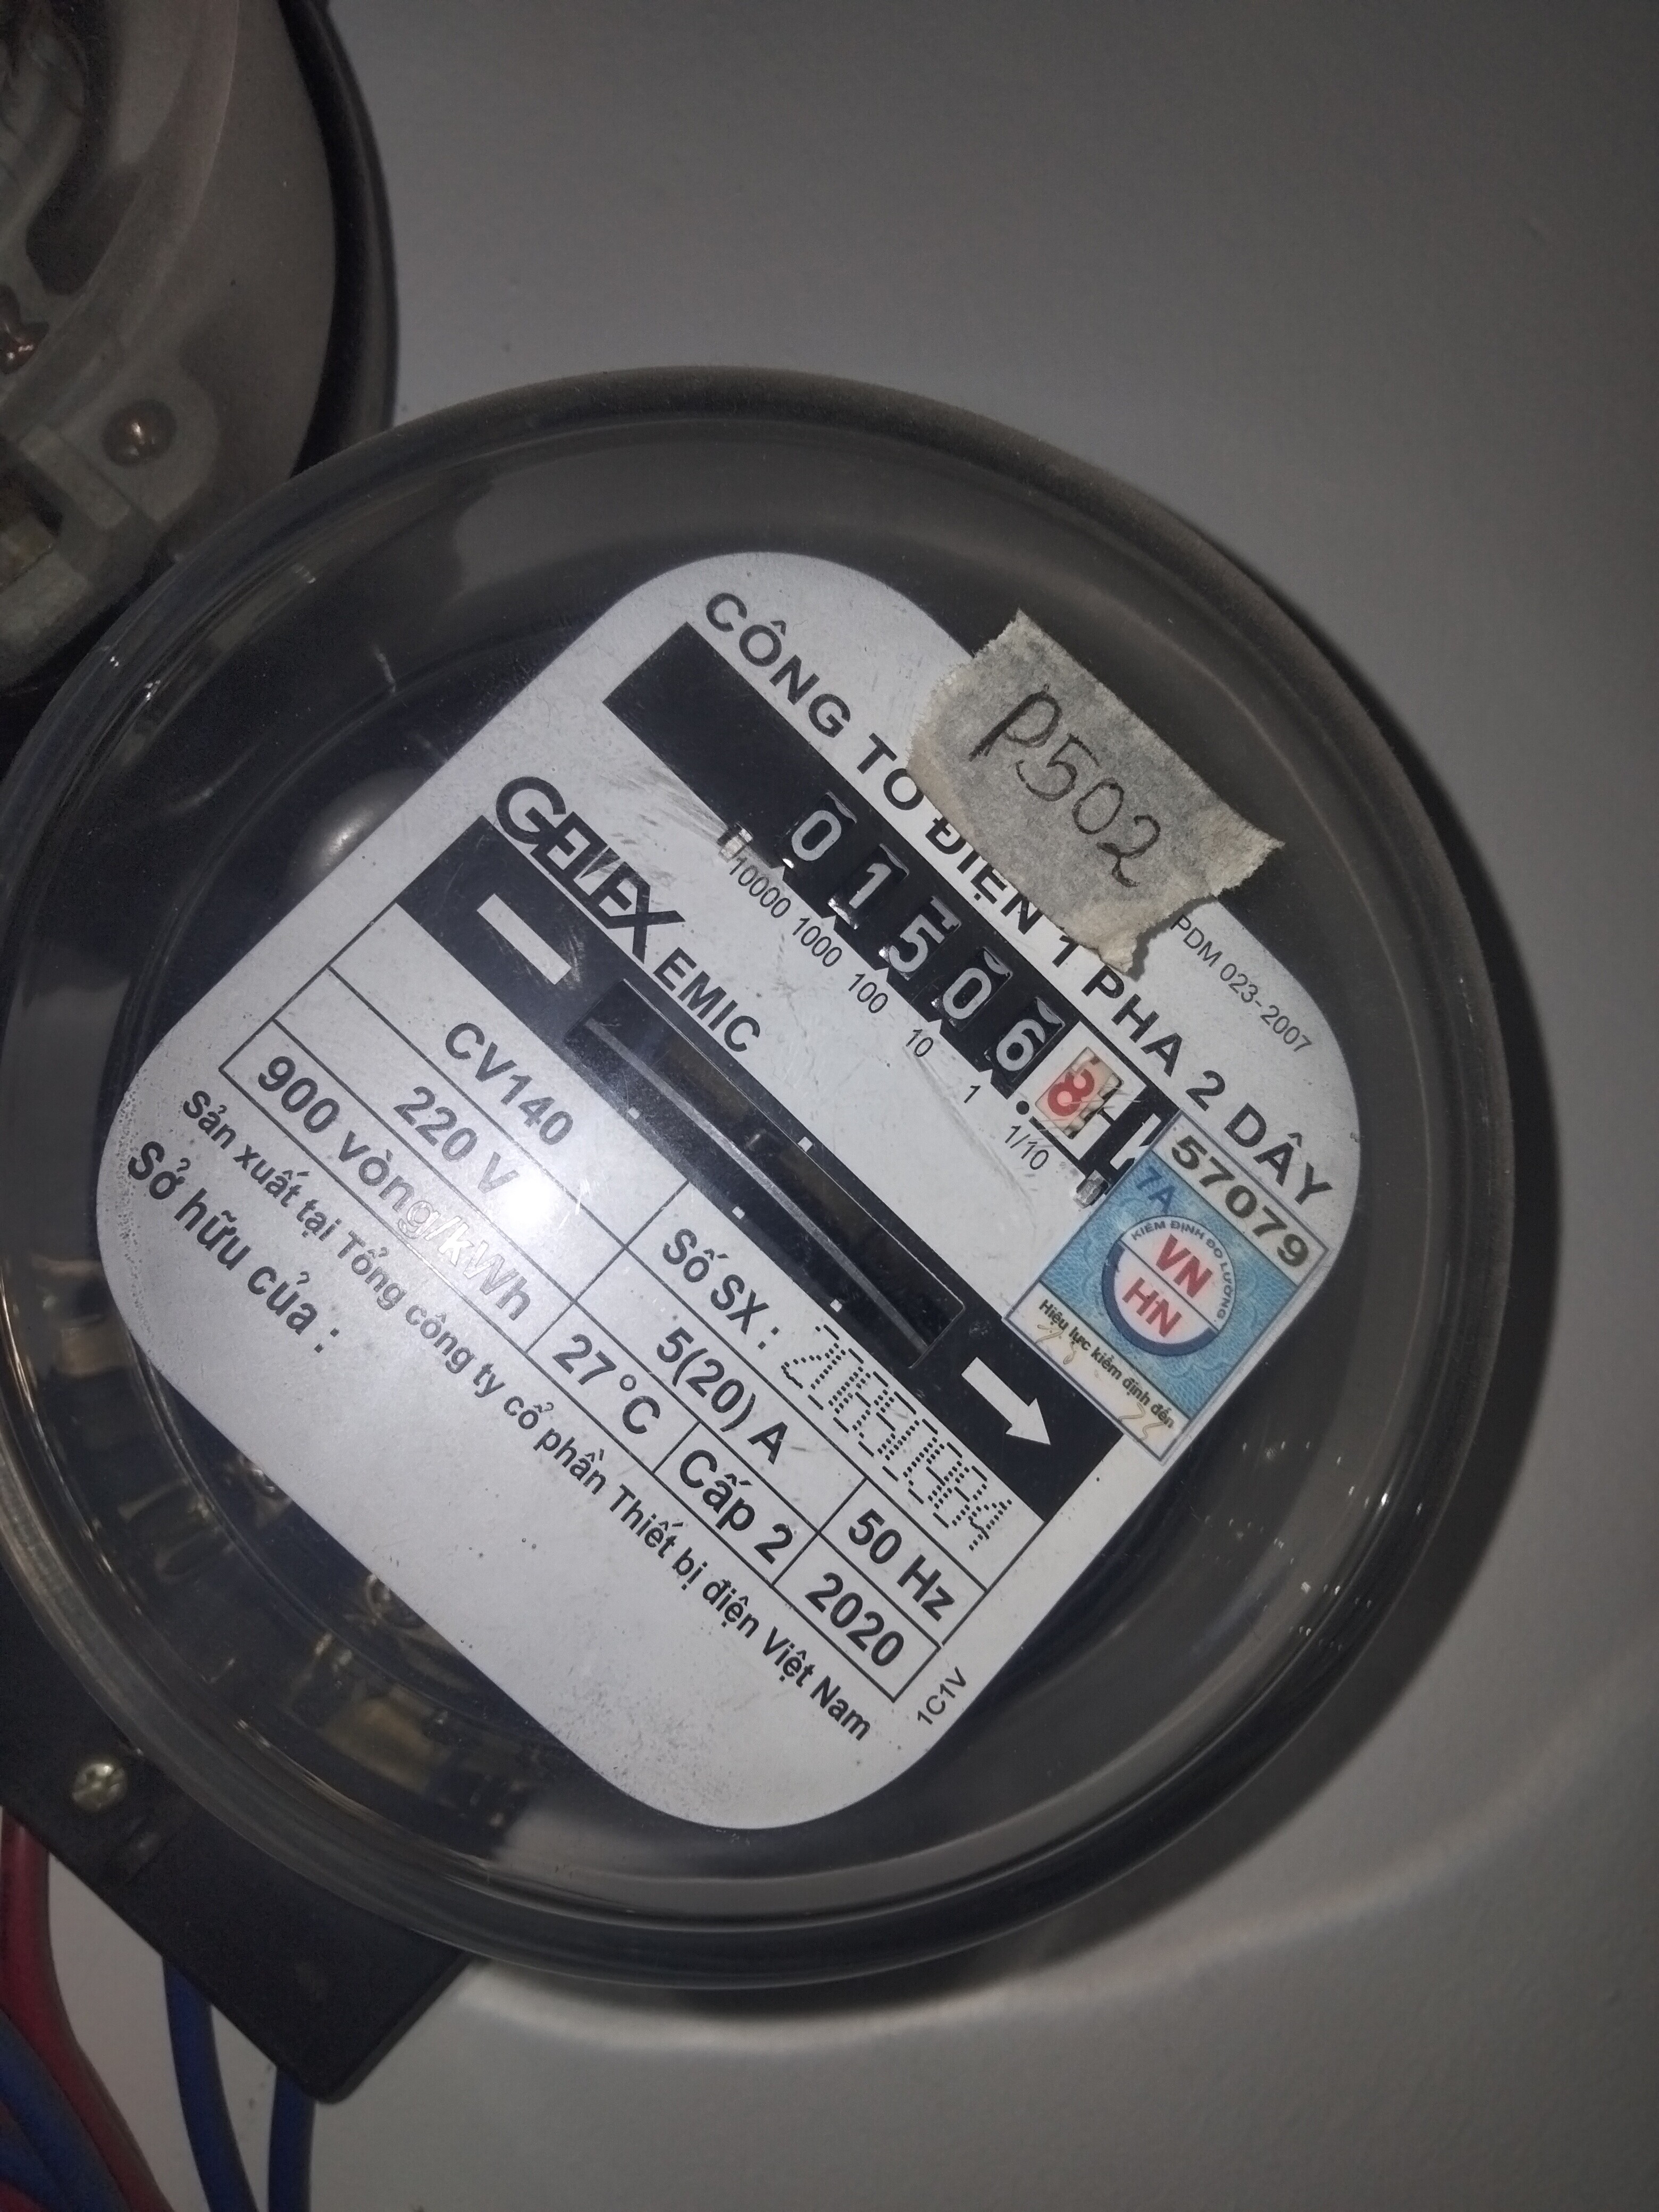 P502
PDM 023-2007
CÔNG TƠ ĐIỆN 1 PHA 2 DÂY
0 1 5 0 6 8
10000 1000 100 10 1 1/10
GELEX EMIC
57079
7A
KIỂM ĐỊNH ĐO LƯỜNG
VN
HN
Hiệu lực kiểm định đến
CV140
Số SX :
220 V
5(20) A
50 Hz
900 vòng/kWh
27°C
Cấp 2
2020
Sản xuất tại Tổng công ty cổ phần Thiết bị điện Việt Nam
1C1V
Sở hữu của :